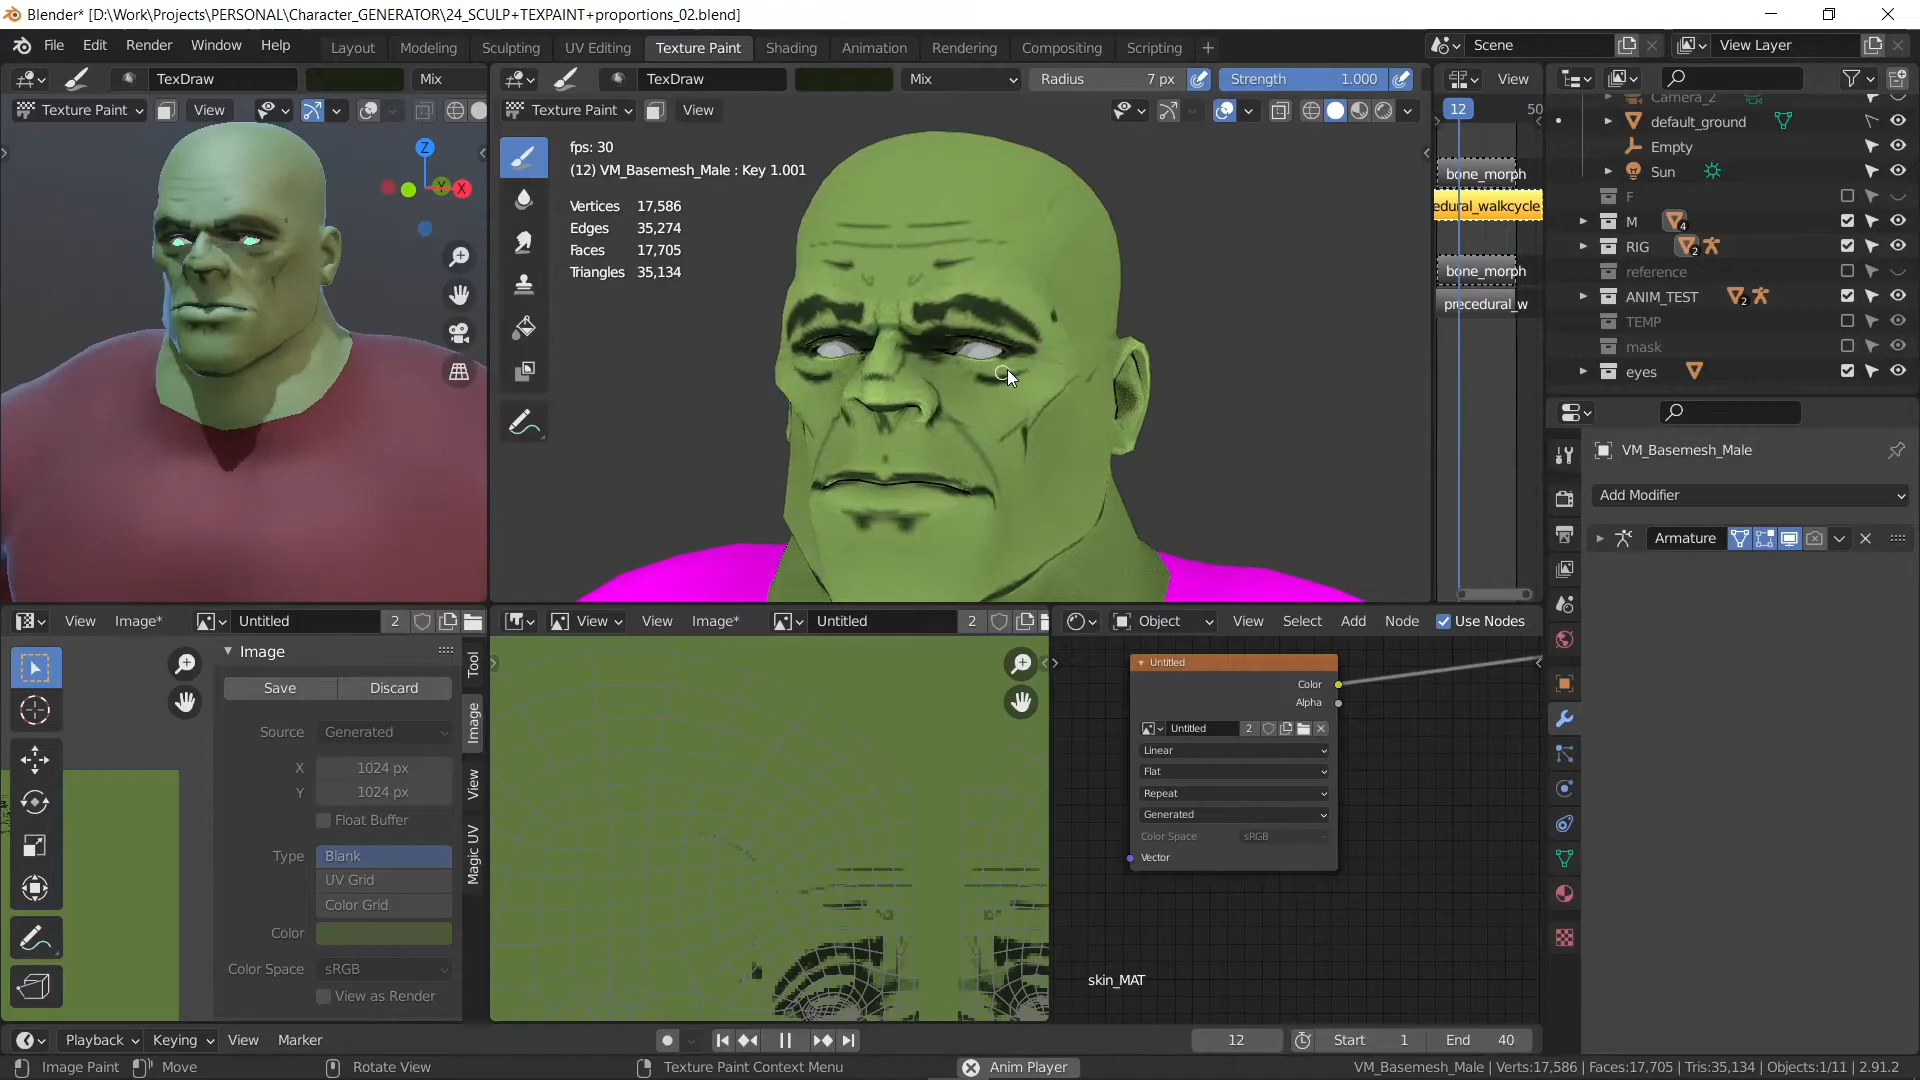 Blender* [D:\Work\Projects\PERSONAL\Character_GENERATOR\24_SCULP+TEXPAINT+proportions_02.blend]
File Edit Render Window Help Layout Modeling Sculpting UV Editing Texture Paint Shading Animation Rendering Compositing Scripting + Scene View Layer
TexDraw Mix TexDraw Mix Radius 7 px Strength 1.000 View
Texture Paint View Texture Paint View 12 50
Camera_2
default_ground
Empty
Sun
F
M 4
RIG 2
reference
ANIM_TEST 2
TEMP
mask
eyes
Z
Y
X
fps: 30
(12) VM_Basemesh_Male : Key 1.001
Vertices 17,586
Edges 35,274
Faces 17,705
Triangles 35,134
bone_morph
edural_walkcycle
bone_morph
precedural_w
VM_Basemesh_Male
Add Modifier
Armature
View Image* Untitled 2 View View Image* Untitled 2 Object View Select Add Node Use Nodes
Image
Save Discard
Source Generated
X 1024 px
Y 1024 px
Float Buffer
Type Blank
UV Grid
Color Grid
Color
Color Space sRGB
View as Render
Tool
Image
View
Magic UV
Untitled
Color
Alpha
Untitled 2
Linear
Flat
Repeat
Generated
Color Space sRGB
Vector
skin_MAT
Playback Keying View Marker 12 Start 1 End 40
Image Paint Move Rotate View Texture Paint Context Menu Anim Player VM_Basemesh_Male | Verts:17,586 | Faces:17,705 | Tris:35,134 | Objects:1/11 | 2.91.2